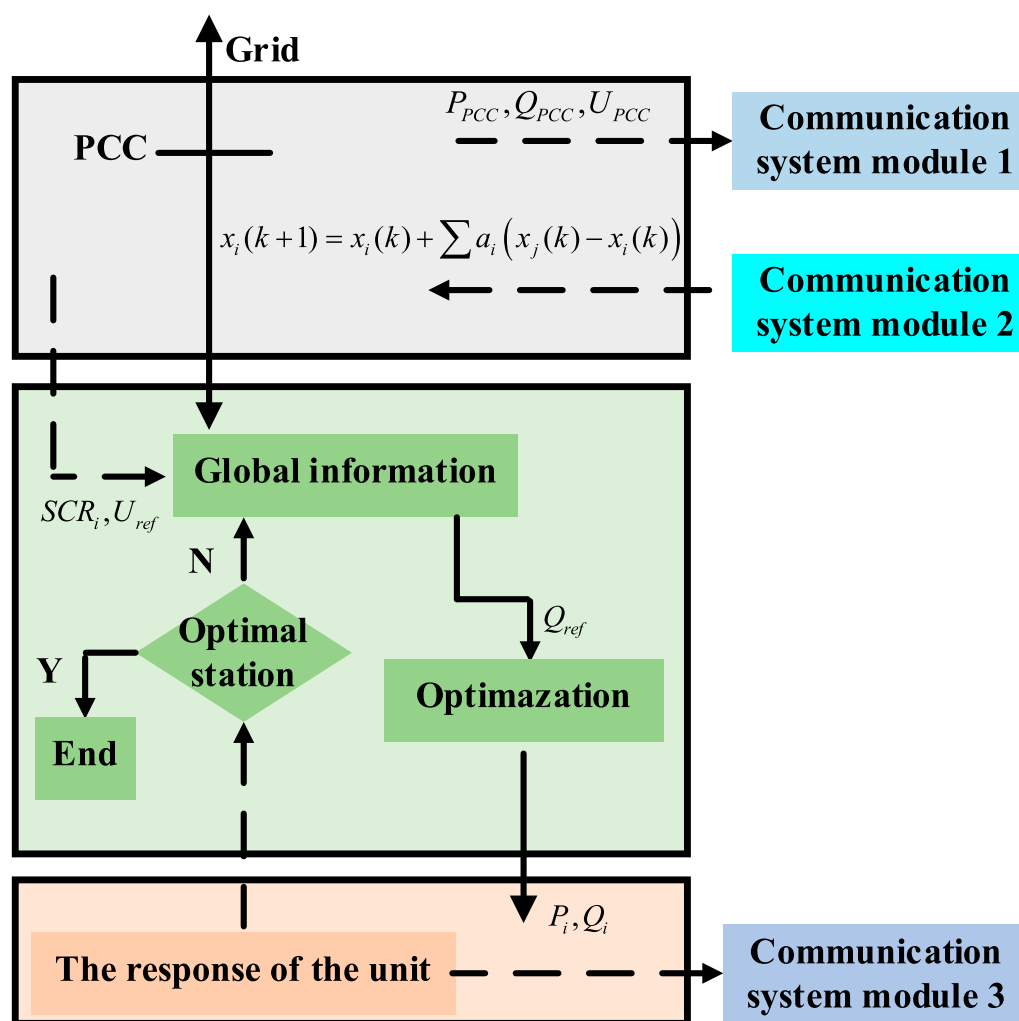 Grid
P_PCC, Q_PCC, U_PCC
Communication
system module 1
PCC
x_i(k+1) = x_i(k) + ∑ a_i (x_j(k) − x_i(k))
Communication
system module 2
Global information
SCR_i, U_ref
N
Optimal
station
Q_ref
Y
Optimazation
End
P_i, Q_i
The response of the unit
Communication
system module 3